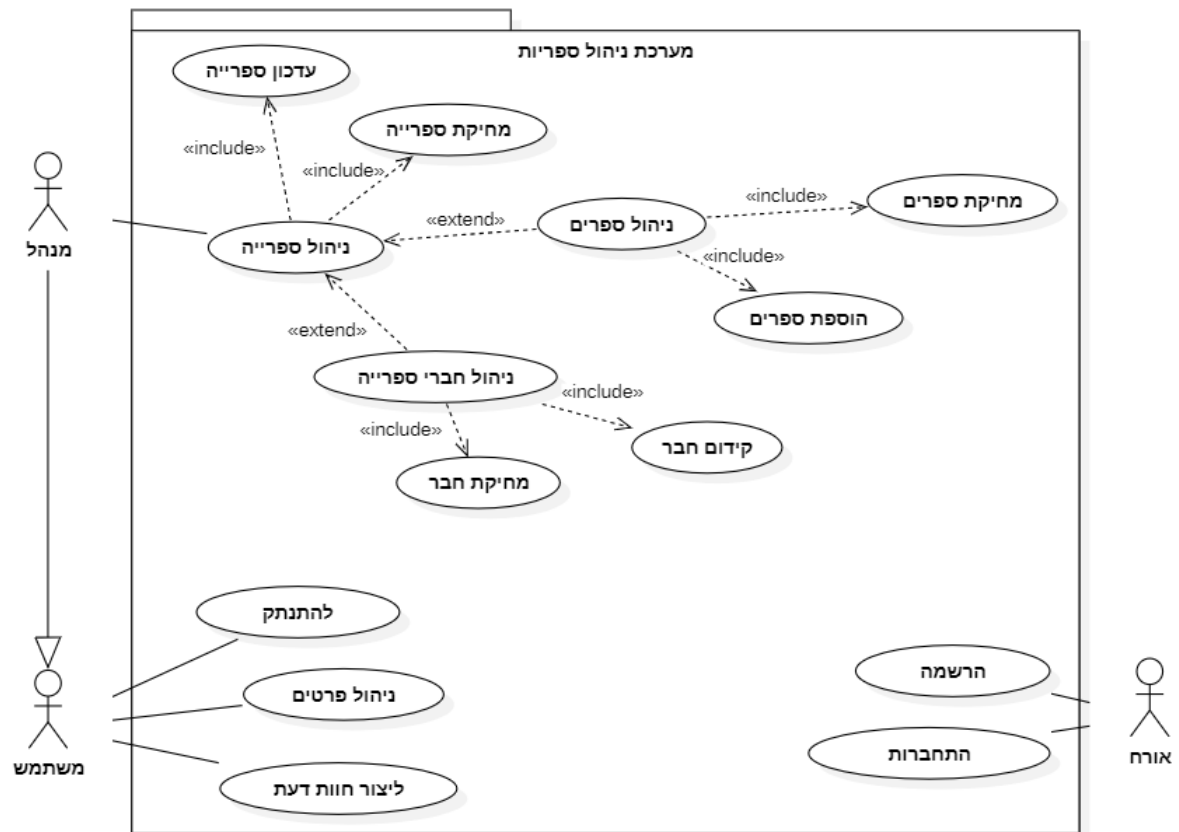 מערכת ניהול ספריות
עדכון ספרייה
מחיקת ספרייה
«include»
«include»
מנהל
ניהול ספרייה
«extend»
ניהול ספרים
«include»
מחיקת ספרים
«include»
הוספת ספרים
«extend»
ניהול חברי ספרייה
«include»
«include»
קידום חבר
מחיקת חבר
להתנתק
ניהול פרטים
ליצור חוות דעת
משתמש
הרשמה
התחברות
אורח